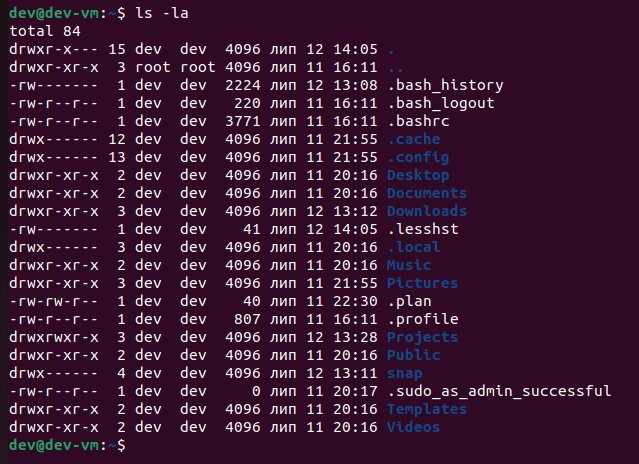 dev@dev-vm:~$ ls -la
total 84
drwxr-x--- 15 dev  dev  4096 лип 12 14:05 .
drwxr-xr-x  3 root root 4096 лип 11 16:11 ..
-rw-------  1 dev  dev  2224 лип 12 13:08 .bash_history
-rw-r--r--  1 dev  dev   220 лип 11 16:11 .bash_logout
-rw-r--r--  1 dev  dev  3771 лип 11 16:11 .bashrc
drwx------ 12 dev  dev  4096 лип 11 21:55 .cache
drwx------ 13 dev  dev  4096 лип 11 21:55 .config
drwxr-xr-x  2 dev  dev  4096 лип 11 20:16 Desktop
drwxr-xr-x  2 dev  dev  4096 лип 11 20:16 Documents
drwxr-xr-x  3 dev  dev  4096 лип 12 13:12 Downloads
-rw-------  1 dev  dev    41 лип 12 14:05 .lesshst
drwx------  3 dev  dev  4096 лип 11 20:16 .local
drwxr-xr-x  2 dev  dev  4096 лип 11 20:16 Music
drwxr-xr-x  3 dev  dev  4096 лип 11 21:55 Pictures
-rw-rw-r--  1 dev  dev    40 лип 11 22:30 .plan
-rw-r--r--  1 dev  dev   807 лип 11 16:11 .profile
drwxrwxr-x  3 dev  dev  4096 лип 12 13:28 Projects
drwxr-xr-x  2 dev  dev  4096 лип 11 20:16 Public
drwx------  4 dev  dev  4096 лип 12 13:11 snap
-rw-r--r--  1 dev  dev     0 лип 11 20:17 .sudo_as_admin_successful
drwxr-xr-x  2 dev  dev  4096 лип 11 20:16 Templates
drwxr-xr-x  2 dev  dev  4096 лип 11 20:16 Videos
dev@dev-vm:~$